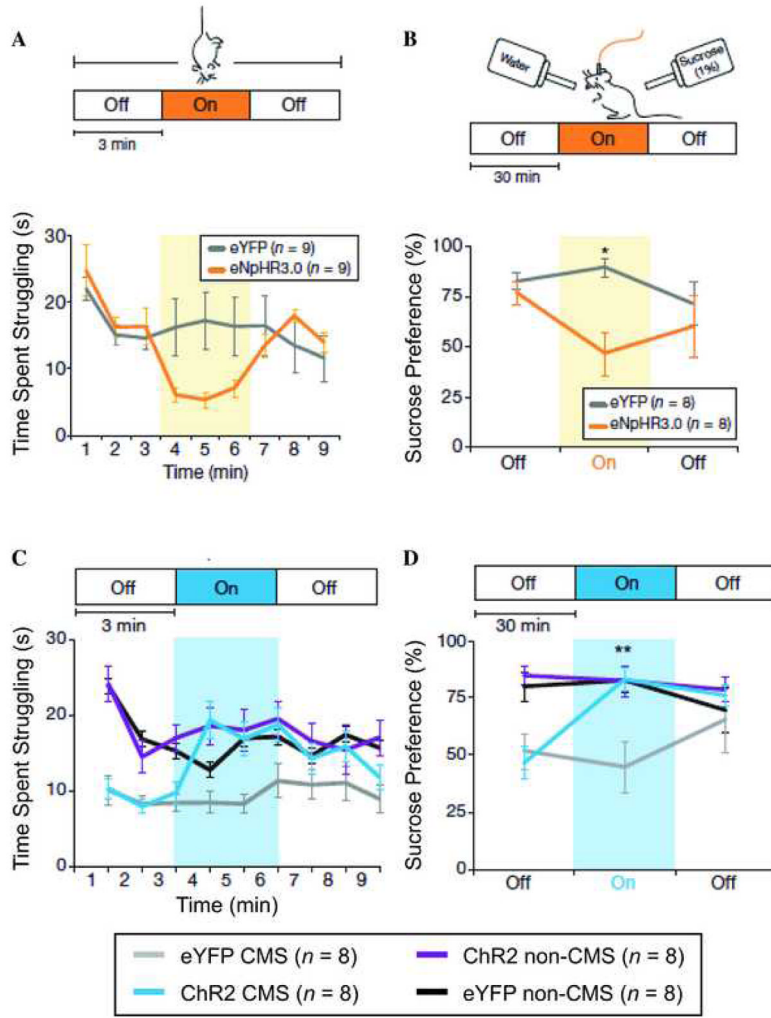 A
Off On Off
3 min
B
Water
Sucrose
(1%)
Off On Off
30 min
Time Spent Struggling (s)
30
20
10
0
eYFP (n = 9)
eNpHR3.0 (n = 9)
1 2 3 4 5 6 7 8 9
Time (min)
Sucrose Preference (%)
100
75
50
25
0
*
eYFP (n = 8)
eNpHR3.0 (n = 8)
Off On Off
C
Off On Off
3 min
Time Spent Struggling (s)
30
20
10
0
1 2 3 4 5 6 7 8 9
Time (min)
D
Off On Off
30 min
Sucrose Preference (%)
100
75
50
25
0
**
Off On Off
eYFP CMS (n = 8)
ChR2 non-CMS (n = 8)
ChR2 CMS (n = 8)
eYFP non-CMS (n = 8)